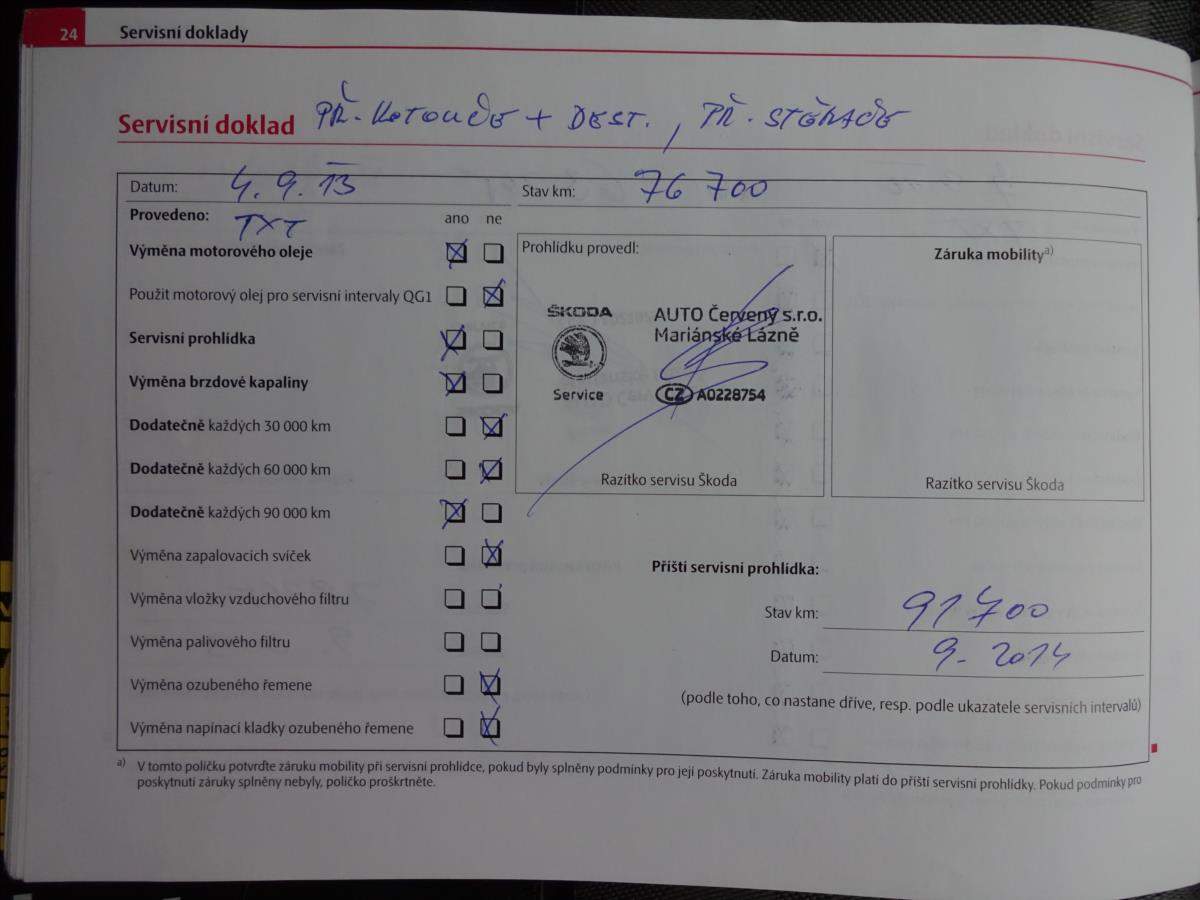 24 Servisní doklady
Servisní doklad PŘ. KOTOUČE + DEST., PŘ. STĚRAČE
Datum: 4. 9. 13 Stav km: 76 700
Provedeno: TXT ano ne
Výměna motorového oleje
Použit motorový olej pro servisní intervaly QG1
Servisní prohlídka
Výměna brzdové kapaliny
Dodatečně každých 30 000 km
Dodatečně každých 60 000 km
Dodatečně každých 90 000 km
Výměna zapalovacích svíček
Výměna vložky vzduchového filtru
Výměna palivového filtru
Výměna ozubeného řemene
Výměna napínací kladky ozubeného řemene
Prohlídku provedl:
ŠKODA
Service
AUTO Červený s.r.o.
Mariánské Lázně
CZ A0228754
Razítko servisu Škoda
Záruka mobility a)
Razítko servisu Škoda
Příští servisní prohlídka:
Stav km: 91 700
Datum: 9. 2014
(podle toho, co nastane dříve, resp. podle ukazatele servisních intervalů)
a) V tomto políčku potvrďte záruku mobility při servisní prohlídce, pokud byly splněny podmínky pro její poskytnutí. Záruka mobility platí do příští servisní prohlídky. Pokud podmínky pro
poskytnutí záruky splněny nebyly, políčko proškrtněte.